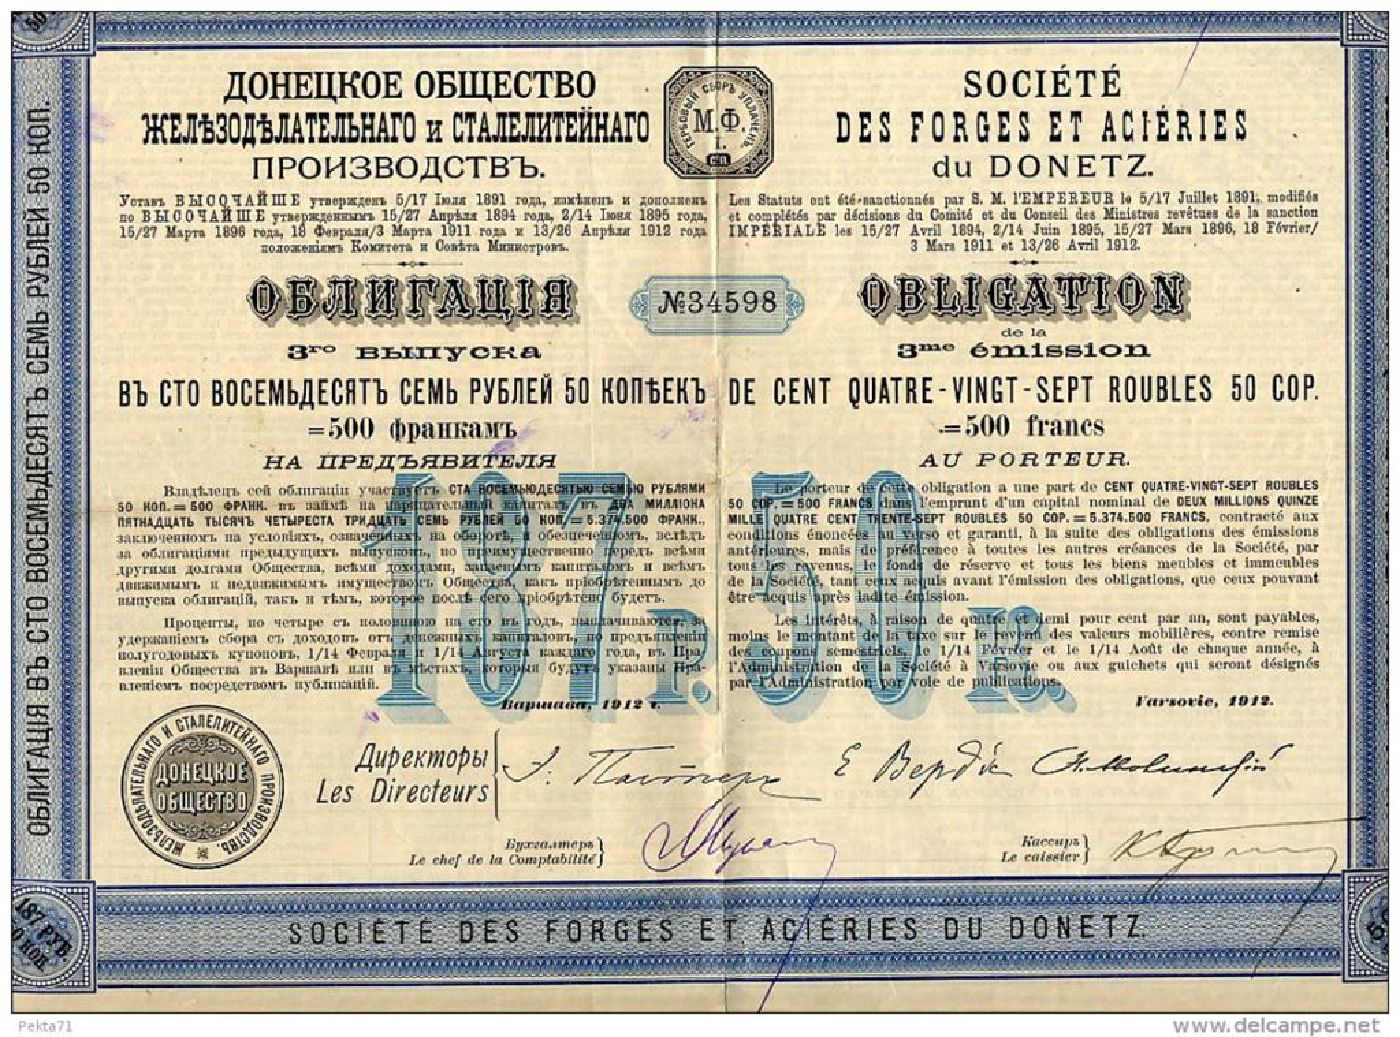 ДОНЕЦКОЕ ОБЩЕСТВО
ЖЕЛѢЗОДѢЛАТЕЛЬНАГО и СТАЛЕЛИТЕЙНАГО
ПРОИЗВОДСТВЪ.
Уставъ ВЫСОЧАЙШЕ утвержденъ 5/17 Іюля 1891 года, измѣненъ и дополненъ
по ВЫСОЧАЙШЕ утвержденнымъ 15/27 Апрѣля 1894 года, 2/14 Іюня 1895 года,
15/27 Марта 1896 года, 18 Февраля/3 Марта 1911 года и 13/26 Апрѣля 1912 года
положеніямъ Комитета и Совѣта Министровъ.
ОБЛИГАЦІЯ
3го выпуска
ВЪ СТО ВОСЕМЬДЕСЯТЪ СЕМЬ РУБЛЕЙ 50 КОПѢЕКЪ
=500 франкамъ
НА ПРЕДЪЯВИТЕЛЯ
Владѣлецъ сей облигаціи участвуетъ СТА ВОСЕМЬЮДЕСЯТЬЮ СЕМЬЮ РУБЛЯМИ
50 КОП.=500 ФРАНК. въ займѣ на нарицательный капиталъ въ ДВА МИЛЛІОНА
ПЯТНАДЦАТЬ ТЫСЯЧЪ ЧЕТЫРЕСТА ТРИДЦАТЬ СЕМЬ РУБЛЕЙ 50 КОП.=5.374.500 ФРАНК.,
заключенномъ на условіяхъ, означенныхъ на оборотѣ, и обезпеченномъ, вслѣдъ
за облигаціями предыдущихъ выпусковъ, но преимущественно передъ всѣми
другими долгами Общества, всѣми доходами, запаснымъ капиталомъ и всѣмъ
движимымъ и недвижимымъ имуществомъ Общества, какъ пріобрѣтеннымъ до
выпуска облигацій, такъ и тѣмъ, которое послѣ сего пріобрѣтено будетъ.
Проценты, по четыре съ половиною на сто въ годъ, выплачиваются, за
удержаніемъ сбора съ доходовъ отъ денежныхъ капиталовъ, по предъявленіи
полугодовыхъ купоновъ, 1/14 Февраля и 1/14 Августа каждаго года, въ Пра-
вленіи Общества въ Варшавѣ или въ мѣстахъ, которыя будутъ указаны Пра-
вленіемъ посредствомъ публикацій.
Варшава, 1912 г.
ГЕРБОВЫЙ СБОРЪ УПЛАЧЕНЪ.
М.Ф.
I.
С.П.
№34598
SOCIÉTÉ
DES FORGES ET ACIÉRIES
du DONETZ.
Les Statuts ont été sanctionnés par S. M. l'EMPEREUR le 5/17 Juillet 1891, modifiés
et complétés par décisions du Comité et du Conseil des Ministres revêtues de la sanction
IMPÉRIALE les 15/27 Avril 1894, 2/14 Juin 1895, 15/27 Mars 1896, 18 Février/
3 Mars 1911 et 13/26 Avril 1912.
OBLIGATION
de la
3me émission
DE CENT QUATRE-VINGT-SEPT ROUBLES 50 COP.
=500 francs
AU PORTEUR.
Le porteur de cette obligation a une part de CENT QUATRE-VINGT-SEPT ROUBLES
50 COP.=500 FRANCS dans l'emprunt d'un capital nominal de DEUX MILLIONS QUINZE
MILLE QUATRE CENT TRENTE-SEPT ROUBLES 50 COP.=5.374.500 FRANCS, contracté aux
conditions énoncées au verso et garanti, à la suite des obligations des émissions
antérieures, mais de préférence à toutes les autres créances de la Société, par
tous les revenus, le fonds de réserve et tous les biens meubles et immeubles
de la Société, tant ceux acquis avant l'émission des obligations, que ceux pouvant
être acquis après ladite émission.
Les intérêts, à raison de quatre et demi pour cent par an, sont payables,
moins le montant de la taxe sur le revenu des valeurs mobilières, contre remise
des coupons semestriels, le 1/14 Février et le 1/14 Août de chaque année, à
l'Administration de la Société à Varsovie ou aux guichets qui seront désignés
par l'Administration par voie de publications.
Varsovie, 1912.
187 Р. 50 К.
Директоры
Les Directeurs
Бухгалтеръ
Le chef de la Comptabilité
Кассиръ
Le caissier
ЖЕЛѢЗОДѢЛАТЕЛЬНАГО И СТАЛЕЛИТЕЙНАГО ПРОИЗВОДСТВЪ.
ДОНЕЦКОЕ
ОБЩЕСТВО
ОБЛИГАЦІЯ ВЪ СТО ВОСЕМЬДЕСЯТЪ СЕМЬ РУБЛЕЙ 50 КОП.
187 РУБ.
50 коп.
SOCIÉTÉ DES FORGES ET ACIÉRIES DU DONETZ.
Pekta71
www.delcampe.net